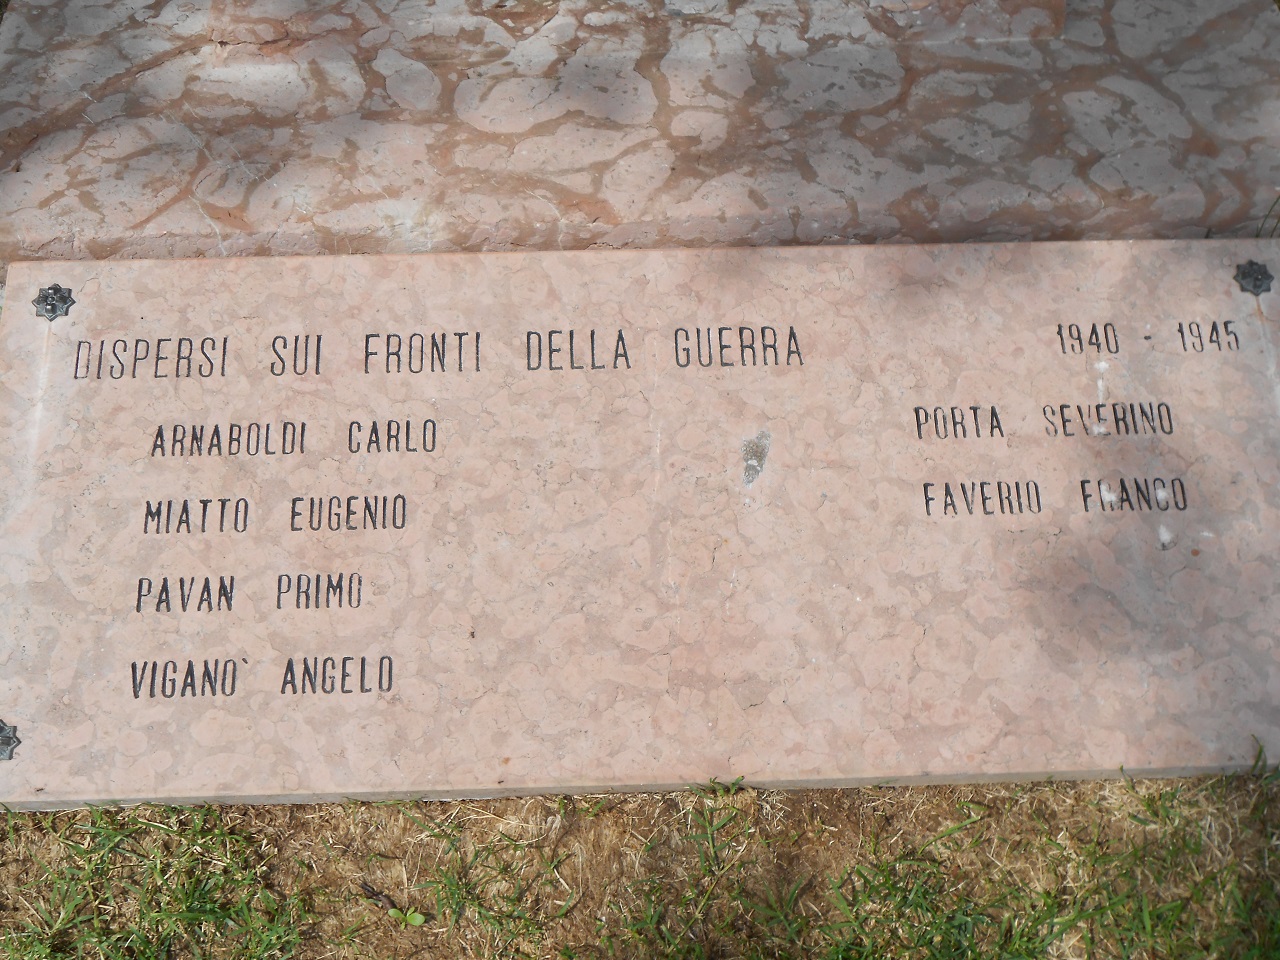 DISPERSI SUI FRONTI DELLA GUERRA 1940 - 1945
ARNABOLDI CARLO PORTA SEVERINO
MIATTO EUGENIO FAVERIO FRANCO
PAVAN PRIMO
VIGANO` ANGELO